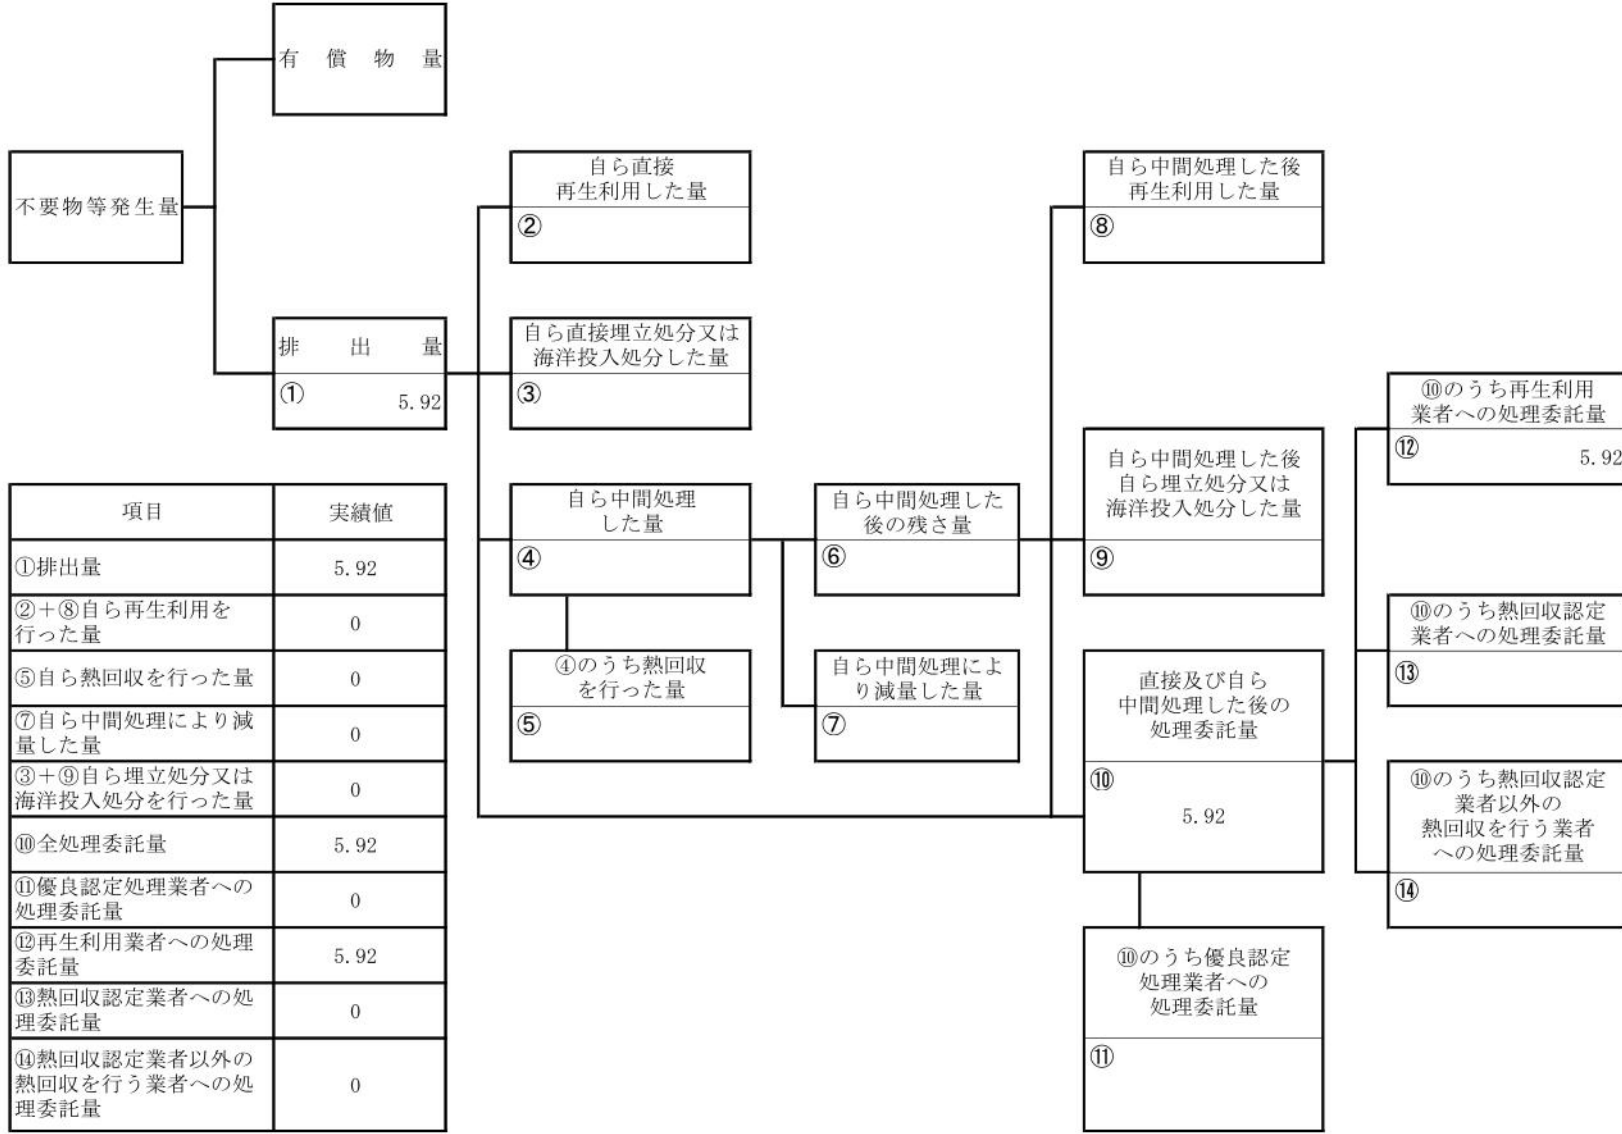 有償物量
不要物等発生量
排出量
①
5.92
自ら直接
再生利用した量
②
自ら直接埋立処分又は
海洋投入処分した量
③
自ら中間処理
した量
④
④のうち熱回収
を行った量
⑤
自ら中間処理した
後の残さ量
⑥
自ら中間処理によ
り減量した量
⑦
自ら中間処理した後
再生利用した量
⑧
自ら中間処理した後
自ら埋立処分又は
海洋投入処分した量
⑨
直接及び自ら
中間処理した後の
処理委託量
⑩
5.92
⑩のうち優良認定
処理業者への
処理委託量
⑪
⑩のうち再生利用
業者への処理委託量
⑫
5.92
⑩のうち熱回収認定
業者への処理委託量
⑬
⑩のうち熱回収認定
業者以外の
熱回収を行う業者
への処理委託量
⑭
項目 実績値
①排出量 5.92
②+⑧自ら再生利用を
行った量 0
⑤自ら熱回収を行った量 0
⑦自ら中間処理により減
量した量 0
③+⑨自ら埋立処分又は
海洋投入処分を行った量 0
⑩全処理委託量 5.92
⑪優良認定処理業者への
処理委託量 0
⑫再生利用業者への処理
委託量 5.92
⑬熱回収認定業者への処
理委託量 0
⑭熱回収認定業者以外の
熱回収を行う業者への処
理委託量 0